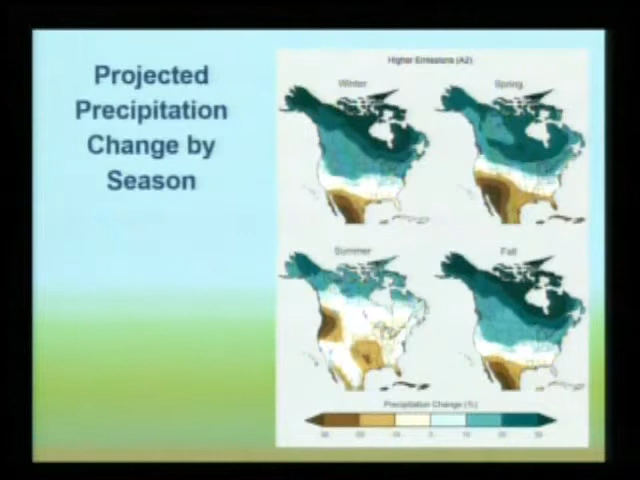 Projected
Precipitation
Change by
Season
Higher Emissions (A2)
Winter
Spring
Summer
Fall
Precipitation Change (%)